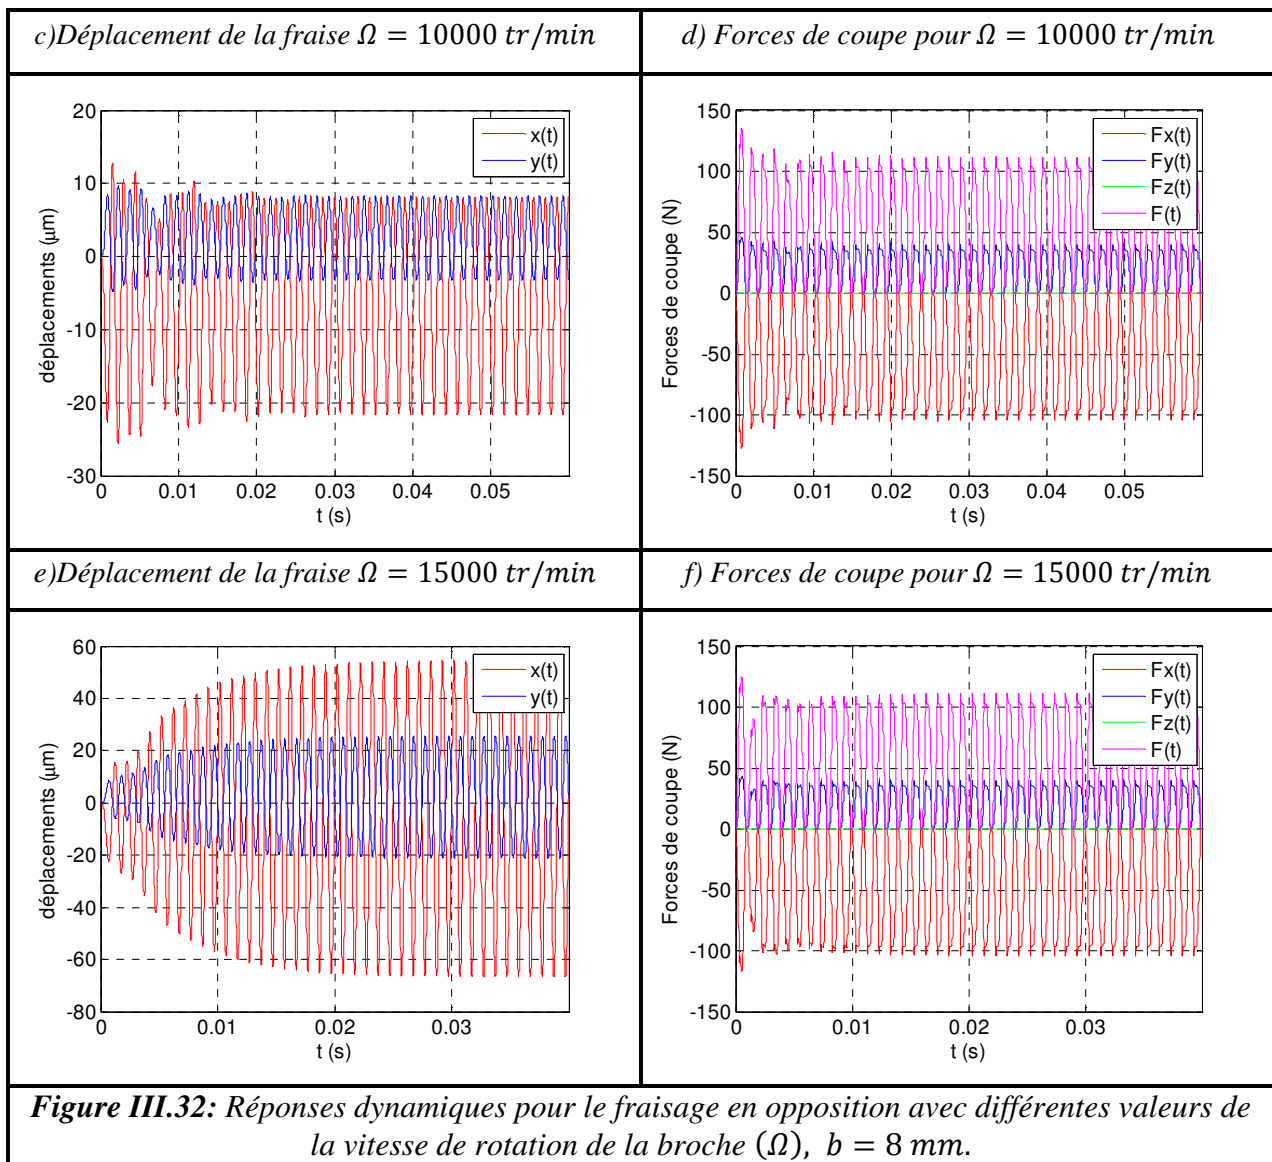 c)Déplacement de la fraise Ω = 10000 tr/min
d) Forces de coupe pour Ω = 10000 tr/min
20
10
0
-10
-20
-30
déplacements (μm)
0 0.01 0.02 0.03 0.04 0.05
t (s)
x(t)
y(t)
150
100
50
0
-50
-100
-150
Forces de coupe (N)
0 0.01 0.02 0.03 0.04 0.05
t (s)
Fx(t)
Fy(t)
Fz(t)
F(t)
e)Déplacement de la fraise Ω = 15000 tr/min
f) Forces de coupe pour Ω = 15000 tr/min
60
40
20
0
-20
-40
-60
-80
déplacements (μm)
0 0.01 0.02 0.03
t (s)
x(t)
y(t)
150
100
50
0
-50
-100
-150
Forces de coupe (N)
0 0.01 0.02 0.03
t (s)
Fx(t)
Fy(t)
Fz(t)
F(t)
Figure III.32: Réponses dynamiques pour le fraisage en opposition avec différentes valeurs de
la vitesse de rotation de la broche (Ω), b = 8 mm.